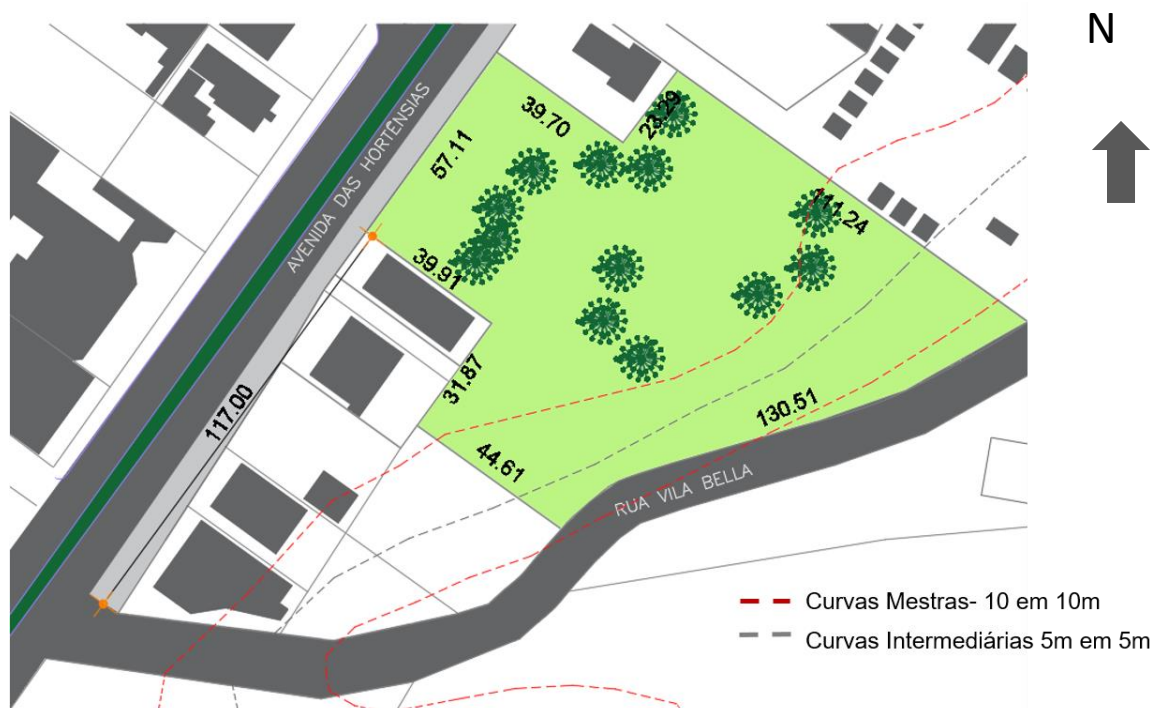 N
39.70
23.29
57.11
AVENIDA DAS HORTENSIAS
111.24
39.91
31.87
117.00
130.51
44.61
RUA VILA BELLA
Curvas Mestras- 10 em 10m
Curvas Intermediárias 5m em 5m